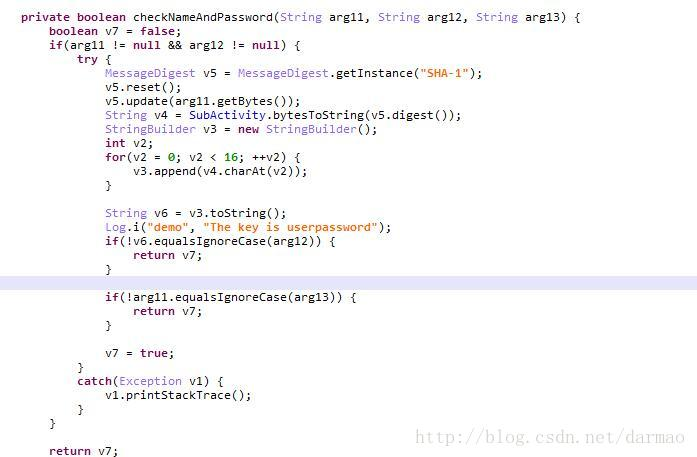 private boolean checkNameAndPassword(String arg11, String arg12, String arg13) {
    boolean v7 = false;
    if(arg11 != null && arg12 != null) {
        try {
            MessageDigest v5 = MessageDigest.getInstance("SHA-1");
            v5.reset();
            v5.update(arg11.getBytes());
            String v4 = SubActivity.bytesToString(v5.digest());
            StringBuilder v3 = new StringBuilder();
            int v2;
            for(v2 = 0; v2 < 16; ++v2) {
                v3.append(v4.charAt(v2));
            }
            String v6 = v3.toString();
            Log.i("demo", "The key is userpassword");
            if(!v6.equalsIgnoreCase(arg12)) {
                return v7;
            }
            if(!arg11.equalsIgnoreCase(arg13)) {
                return v7;
            }
            v7 = true;
        }
        catch(Exception v1) {
            v1.printStackTrace();
        }
    }
    return v7;
http://blog.csdn.net/darmao